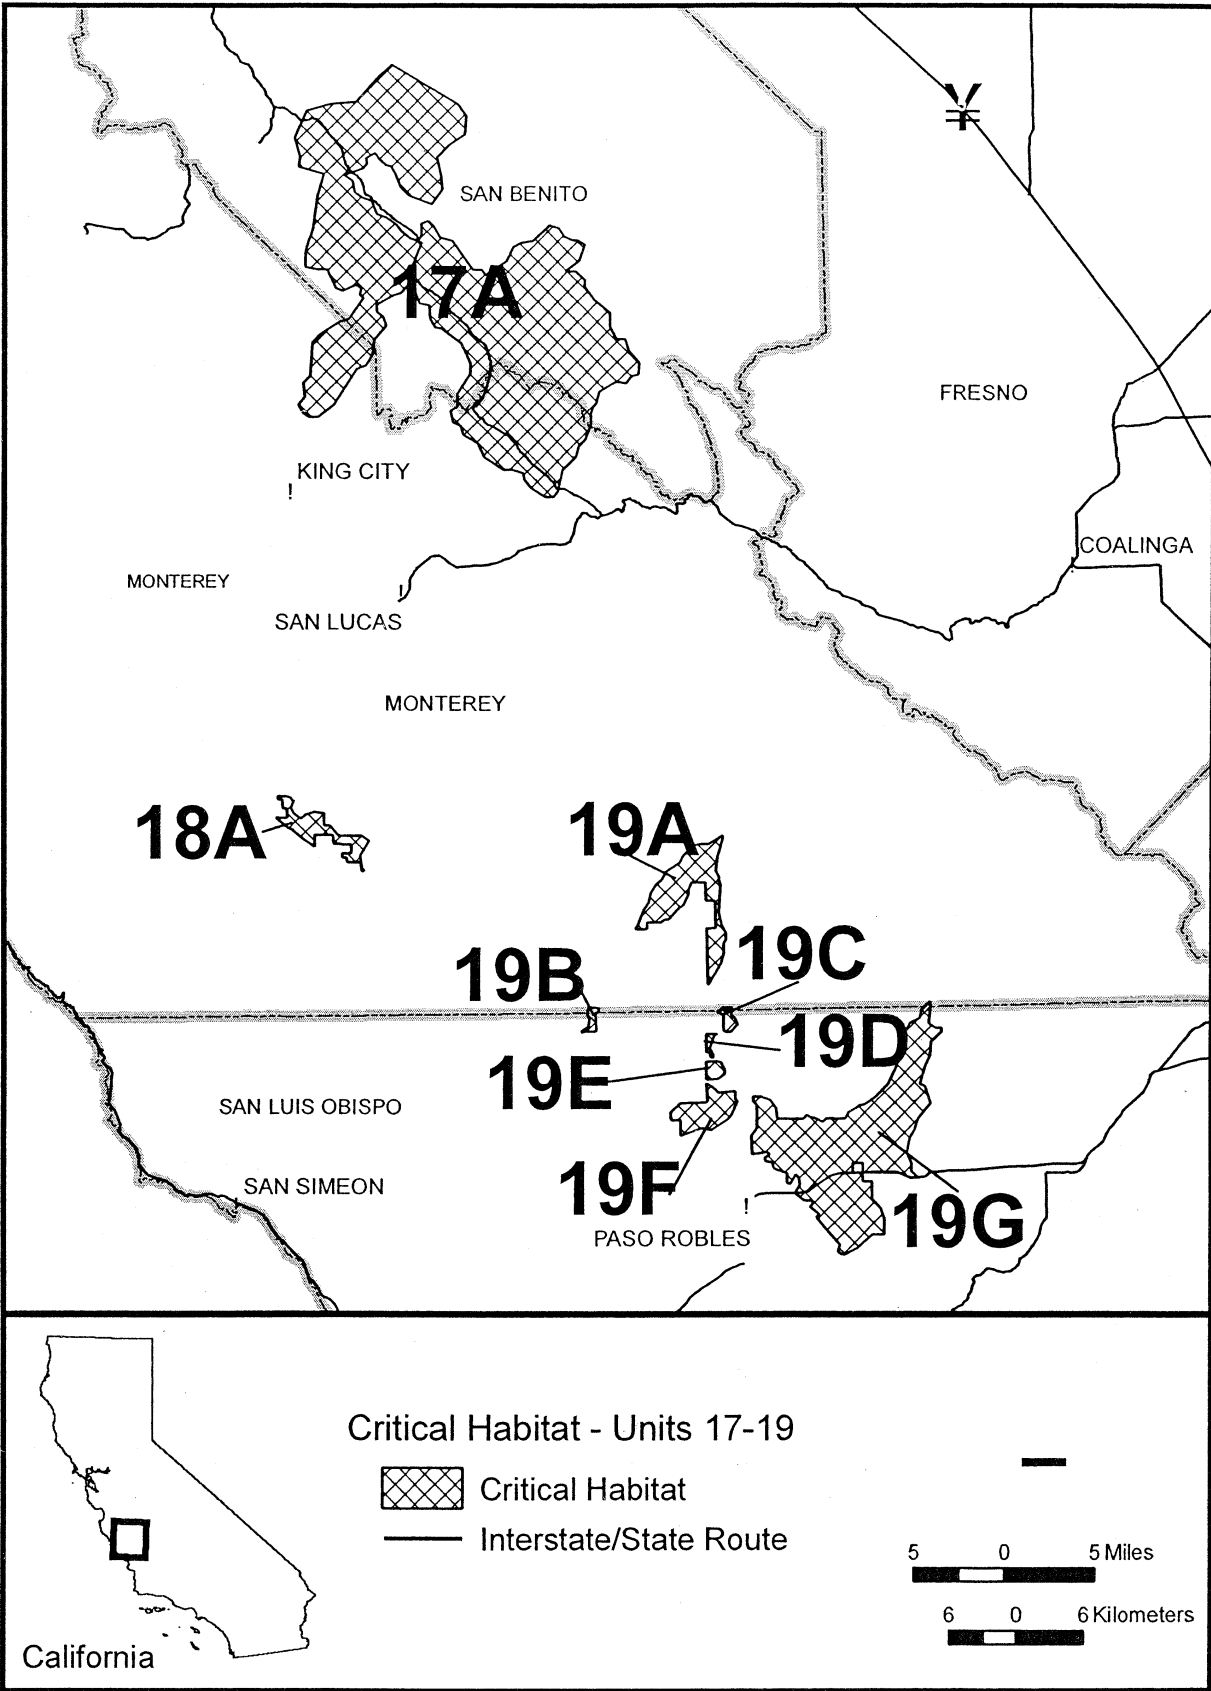 SAN BENITO
17A
FRESNO
KING CITY
!
COALINGA
!
MONTEREY
!
SAN LUCAS
MONTEREY
18A
19A
19B
19C
19D
19E
SAN LUIS OBISPO
19F
SAN SIMEON
19G
!
PASO ROBLES
Critical Habitat - Units 17-19
Critical Habitat
Interstate/State Route
5 0 5 Miles
6 0 6 Kilometers
California